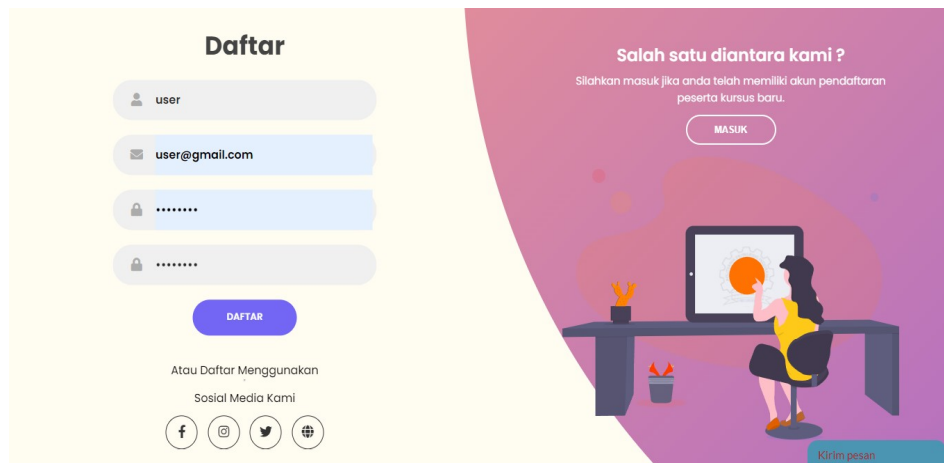 Daftar
user
user@gmail.com
••••••••
••••••••
DAFTAR
Atau Daftar Menggunakan
Sosial Media Kami
Salah satu diantara kami ?
Silahkan masuk jika anda telah memiliki akun pendaftaran
peserta kursus baru.
MASUK
Kirim pesan